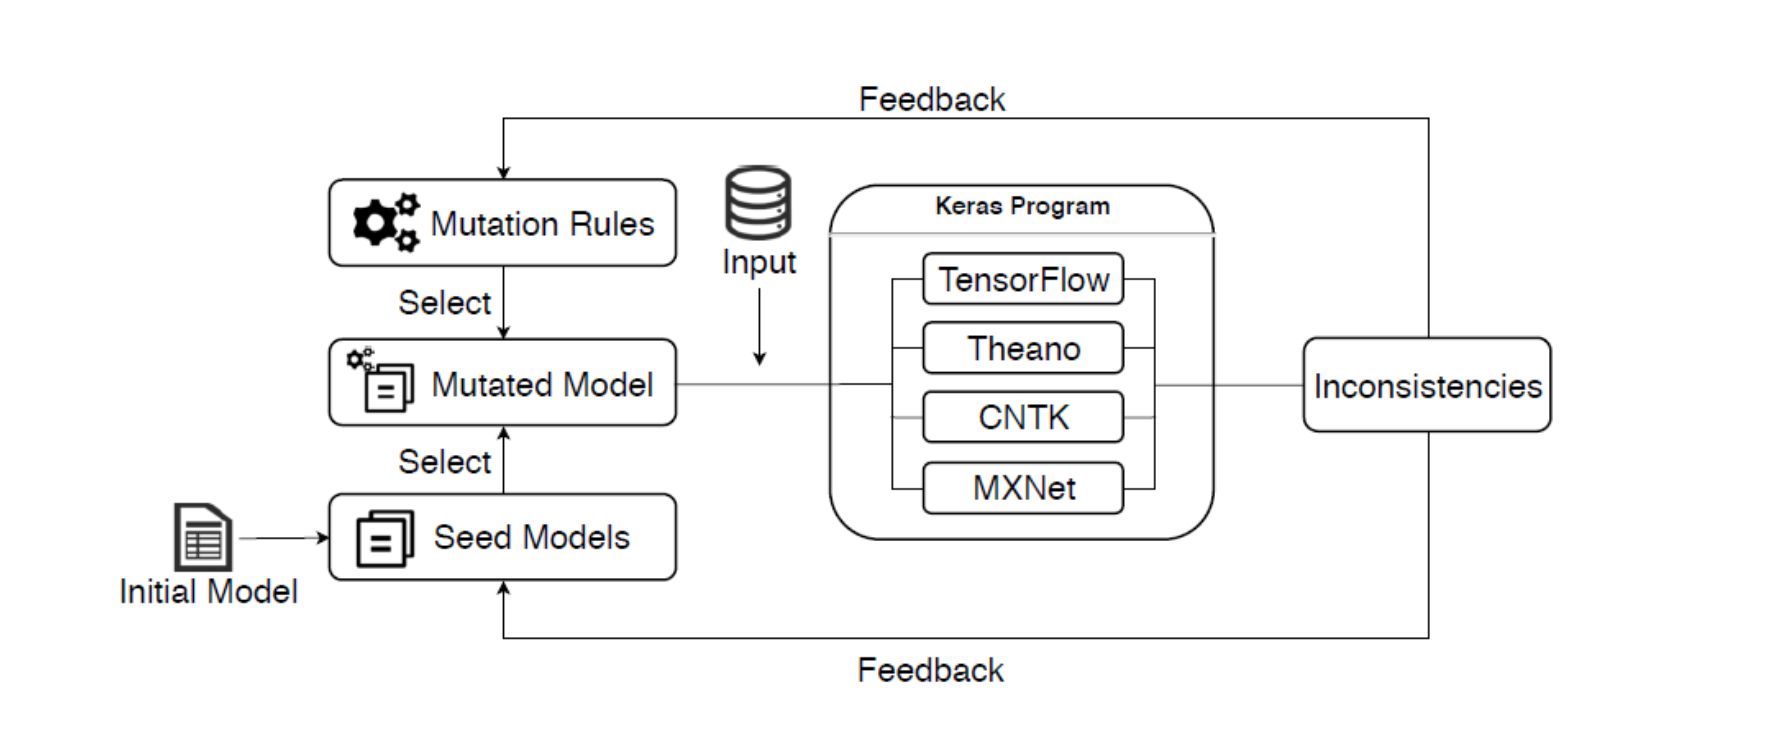 Feedback
Mutation Rules
Input
Keras Program
TensorFlow
Theano
CNTK
MXNet
Select
Mutated Model
Inconsistencies
Select
Seed Models
Initial Model
Feedback